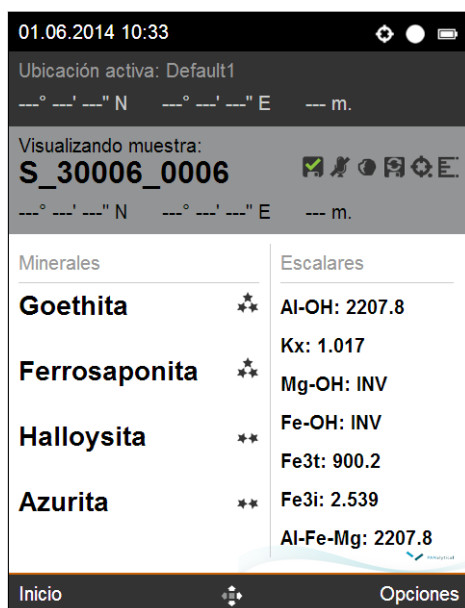 01.06.2014 10:33
Ubicación activa: Default1
---° ---' ---" N ---° ---' ---" E --- m.
Visualizando muestra:
S_30006_0006
---° ---' ---" N ---° ---' ---" E --- m.
Minerales
Goethita
Ferrosaponita
Halloysita
Azurita
Escalares
Al-OH: 2207.8
Kx: 1.017
Mg-OH: INV
Fe-OH: INV
Fe3t: 900.2
Fe3i: 2.539
Al-Fe-Mg: 2207.8
Inicio
Opciones